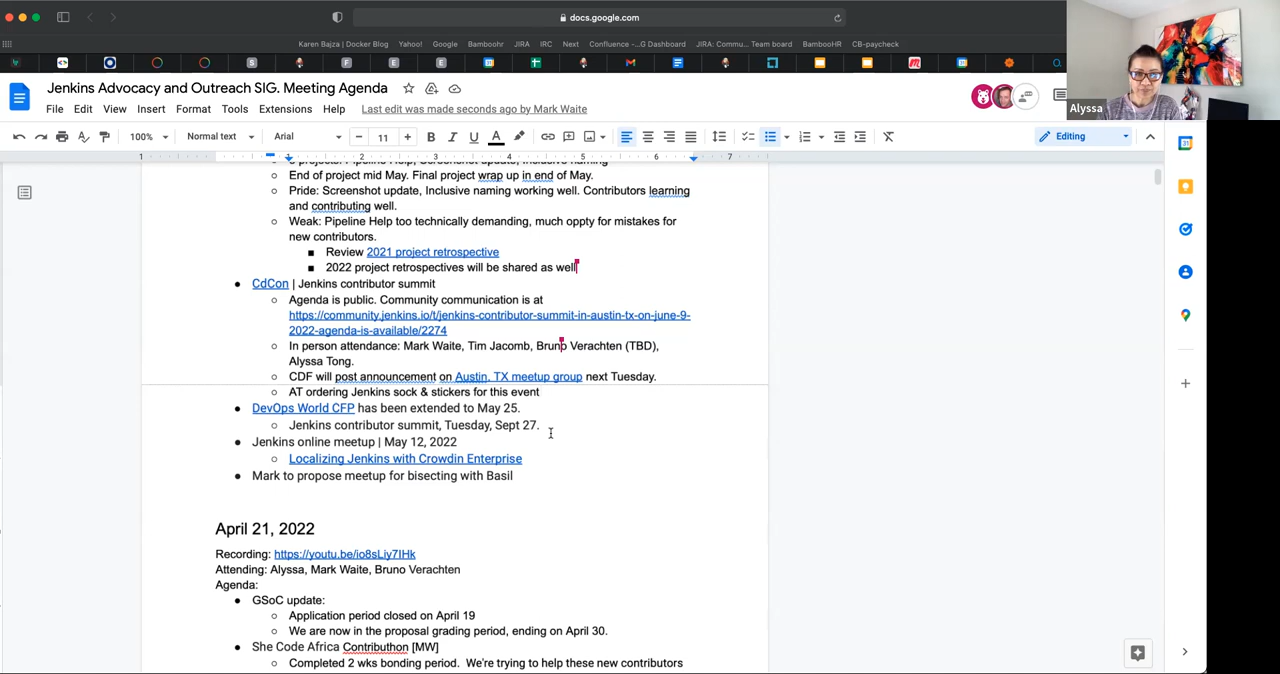 docs.google.com
Karen Bajza | Docker Blog Yahoo! Google Bamboohr JIRA IRC Next Confluence -...G Dashboard JIRA: Commu... Team board BambooHR CB-paycheck
Jenkins Advocacy and Outreach SIG. Meeting Agenda
File Edit View Insert Format Tools Extensions Help Last edit was made seconds ago by Mark Waite
Alyssa
100% Normal text Arial 11 Editing
1 1 2 3 4 5 6 7
End of project mid May. Final project wrap up in end of May.
Pride: Screenshot update, Inclusive naming working well. Contributors learning
and contributing well.
Weak: Pipeline Help too technically demanding, much oppty for mistakes for
new contributors.
Review 2021 project retrospective
2022 project retrospectives will be shared as well
CdCon | Jenkins contributor summit
Agenda is public. Community communication is at
https://community.jenkins.io/t/jenkins-contributor-summit-in-austin-tx-on-june-9-
2022-agenda-is-available/2274
In person attendance: Mark Waite, Tim Jacomb, Bruno Verachten (TBD),
Alyssa Tong.
CDF will post announcement on Austin, TX meetup group next Tuesday.
AT ordering Jenkins sock & stickers for this event
DevOps World CFP has been extended to May 25.
Jenkins contributor summit, Tuesday, Sept 27.
Jenkins online meetup | May 12, 2022
Localizing Jenkins with Crowdin Enterprise
Mark to propose meetup for bisecting with Basil
April 21, 2022
Recording: https://youtu.be/io8sLiy7IHk
Attending: Alyssa, Mark Waite, Bruno Verachten
Agenda:
GSoC update:
Application period closed on April 19
We are now in the proposal grading period, ending on April 30.
She Code Africa Contributhon [MW]
Completed 2 wks bonding period. We're trying to help these new contributors